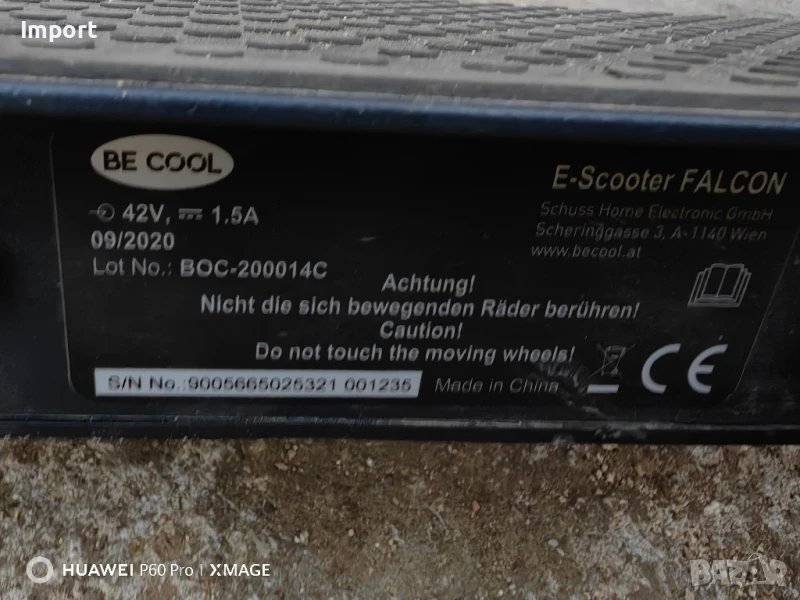 Import
BE COOL
E-Scooter FALCON
42V, 1.5A
Schuss Home Electronic GmbH
09/2020
Scheringgasse 3, A-1140 Wien
www.becool.at
Lot No.: BOC-200014C
Achtung!
Nicht die sich bewegenden Räder berühren!
Caution!
Do not touch the moving wheels!
CE
S/N No.:9005665025321 001235
Made in China
HUAWEI P60 Pro | XMAGE
BAZAR